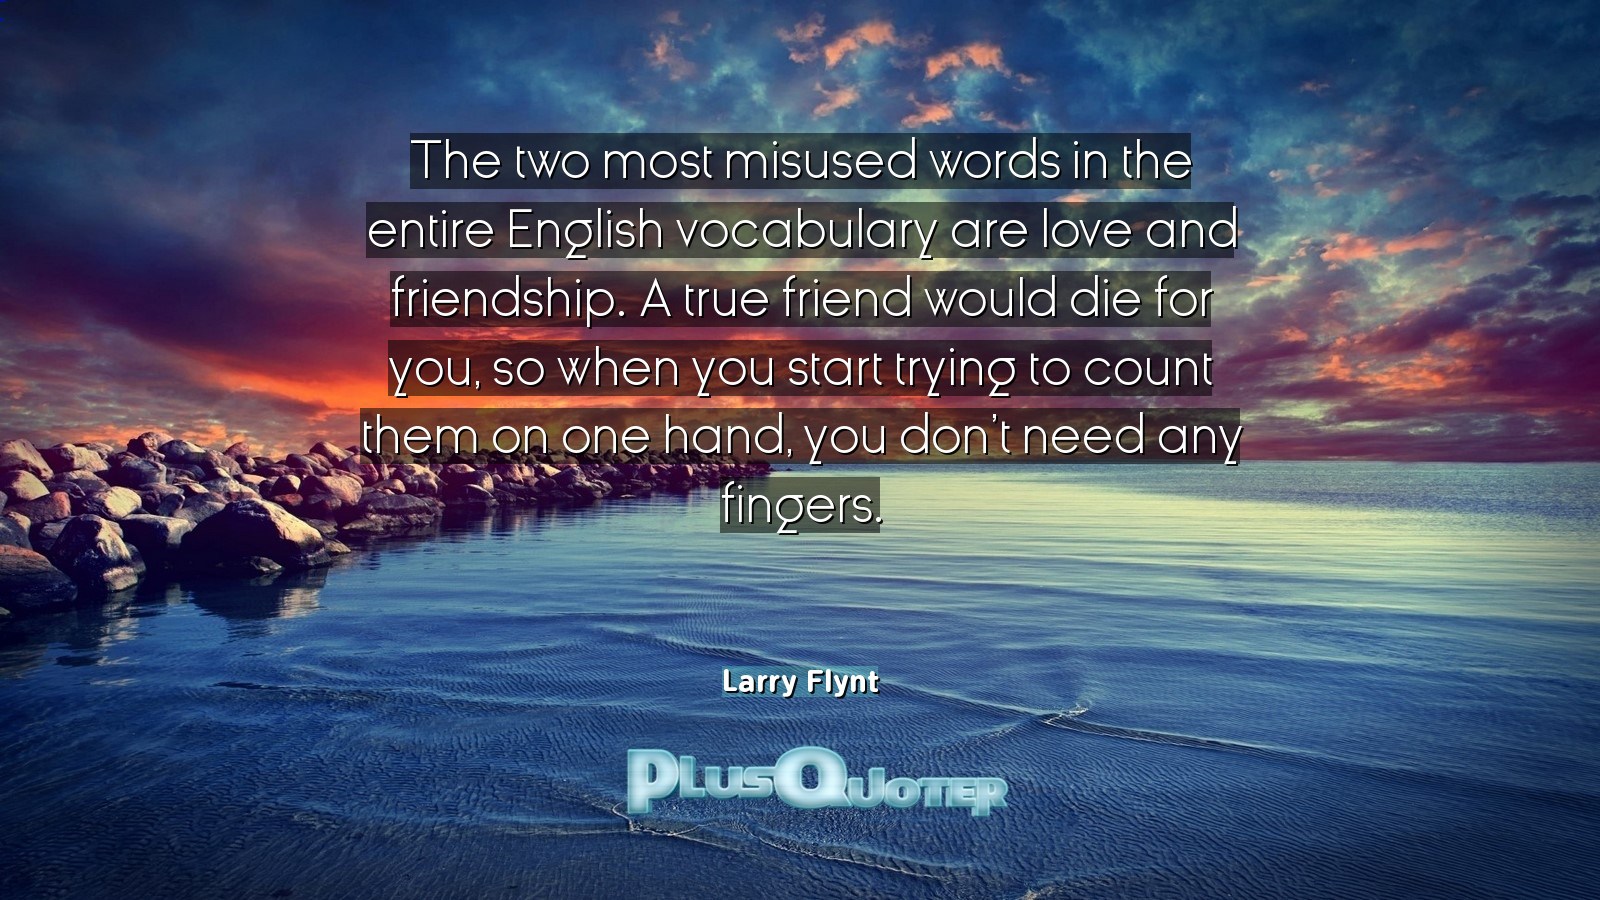 The two most misused words in the
entire English vocabulary are love and
friendship. A true friend would die for
you, so when you start trying to count
them on one hand, you don't need any
fingers.
Larry Flynt
PLUSQUOTER